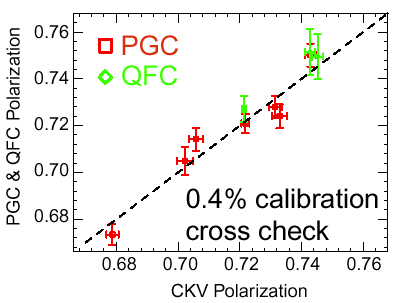 0.76
0.74
0.72
0.70
0.68
PGC & QFC Polarization
PGC
QFC
0.4% calibration
cross check
0.68 0.70 0.72 0.74 0.76
CKV Polarization